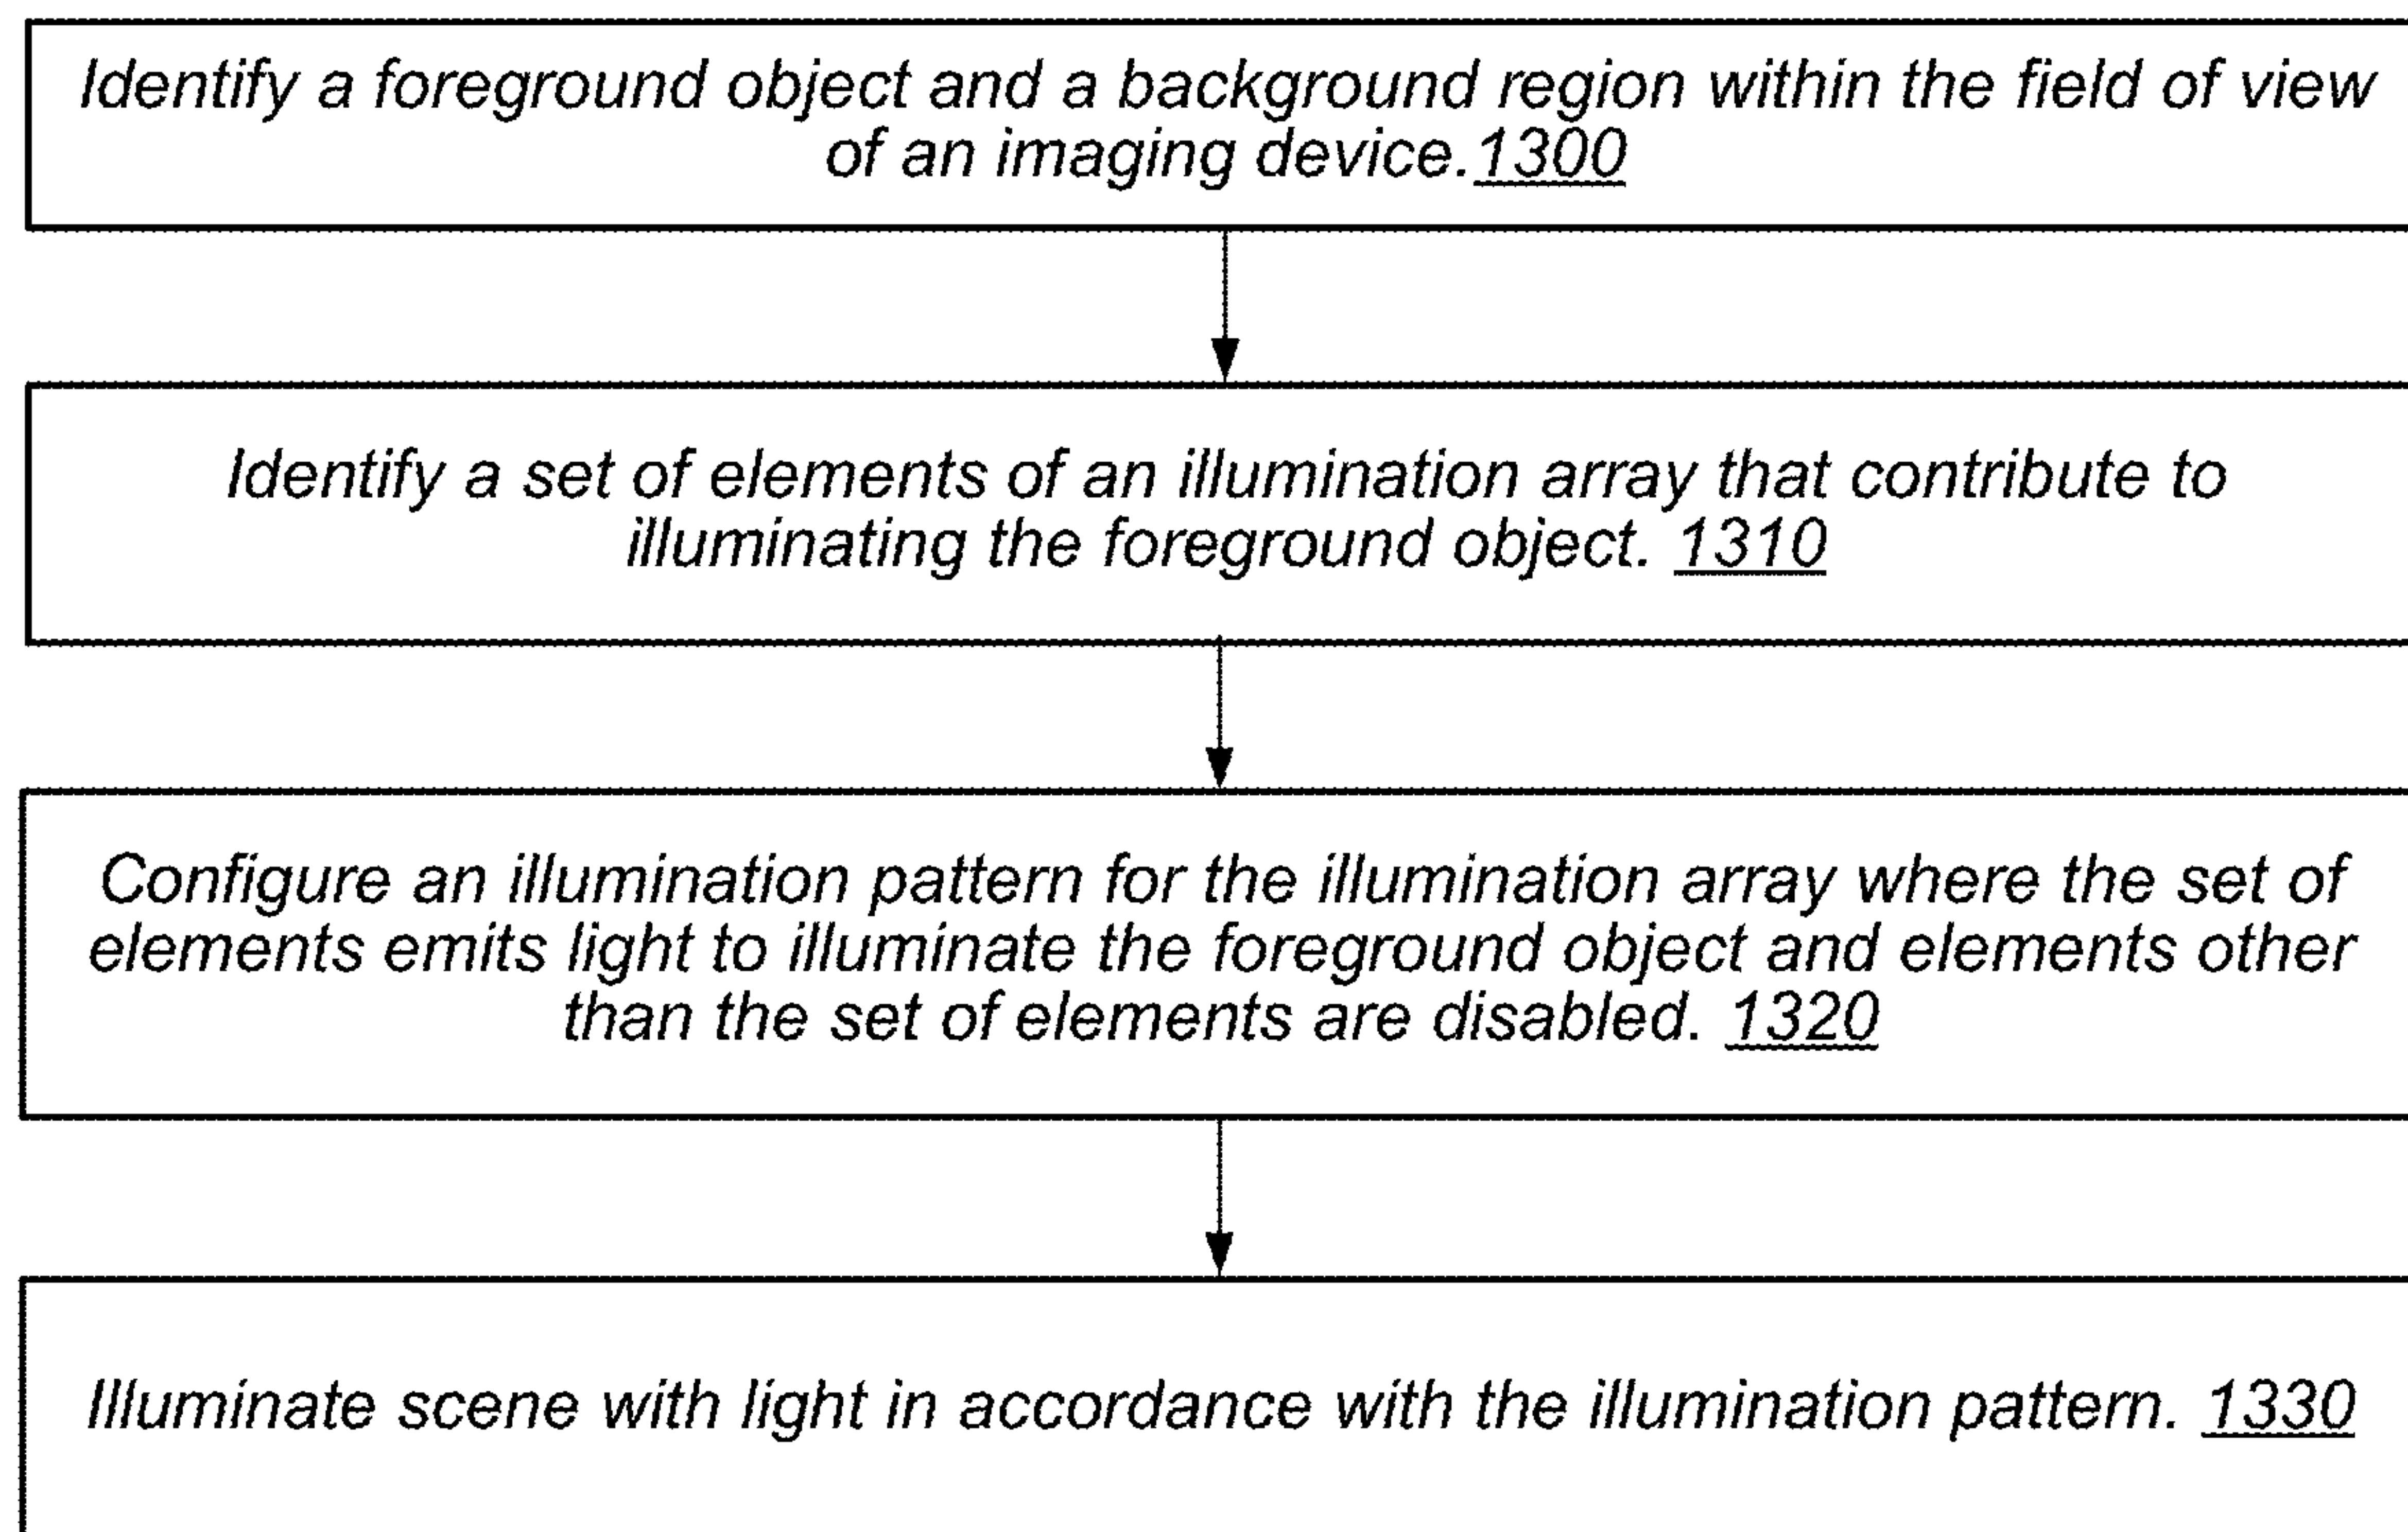 Identify a foreground object and a background region within the field of view
of an imaging device. 1300
Identify a set of elements of an illumination array that contribute to
illuminating the foreground object. 1310
Configure an illumination pattern for the illumination array where the set of
elements emits light to illuminate the foreground object and elements other
than the set of elements are disabled. 1320
Illuminate scene with light in accordance with the illumination pattern. 1330